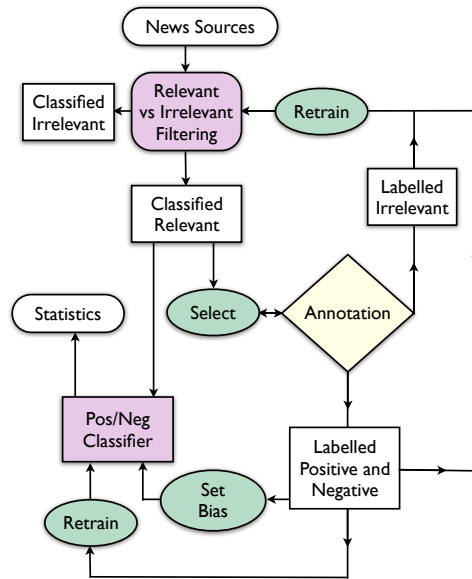 News Sources
Relevant
vs Irrelevant
Filtering
Classified
Irrelevant
Retrain
Classified
Relevant
Labelled
Irrelevant
Select
Annotation
Statistics
Pos/Neg
Classifier
Labelled
Positive and
Negative
Set
Bias
Retrain